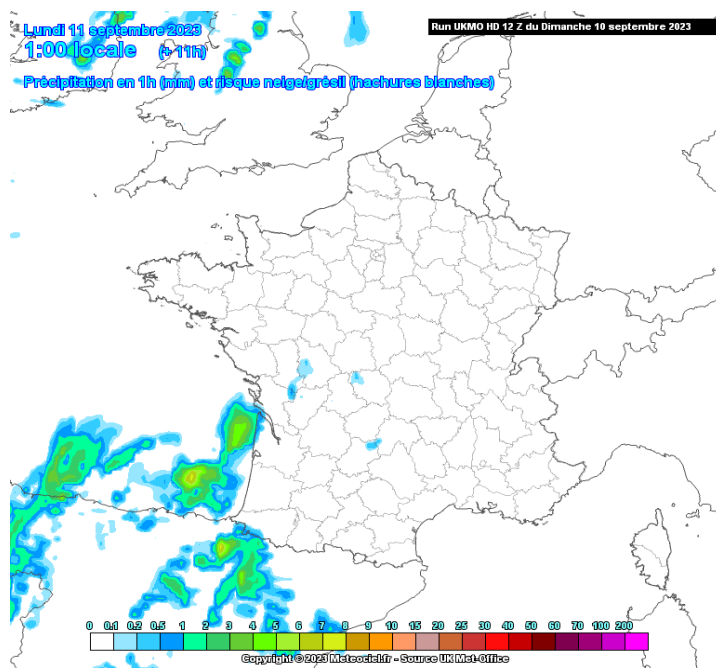 Lundi 11 septembre 2023
Run UKMO HD 12 Z du Dimanche 10 septembre 2023
1:00 locale (+11h)
Précipitation en 1h (mm) et risque neige/grésil (hachures blanches)
0 0.1 0.2 0.5 1 2 3 4 5 6 7 8 9 10 15 20 25 30 40 50 60 70 100 200
Copyright © 2023 Meteociel.fr - Source UK Met-Office